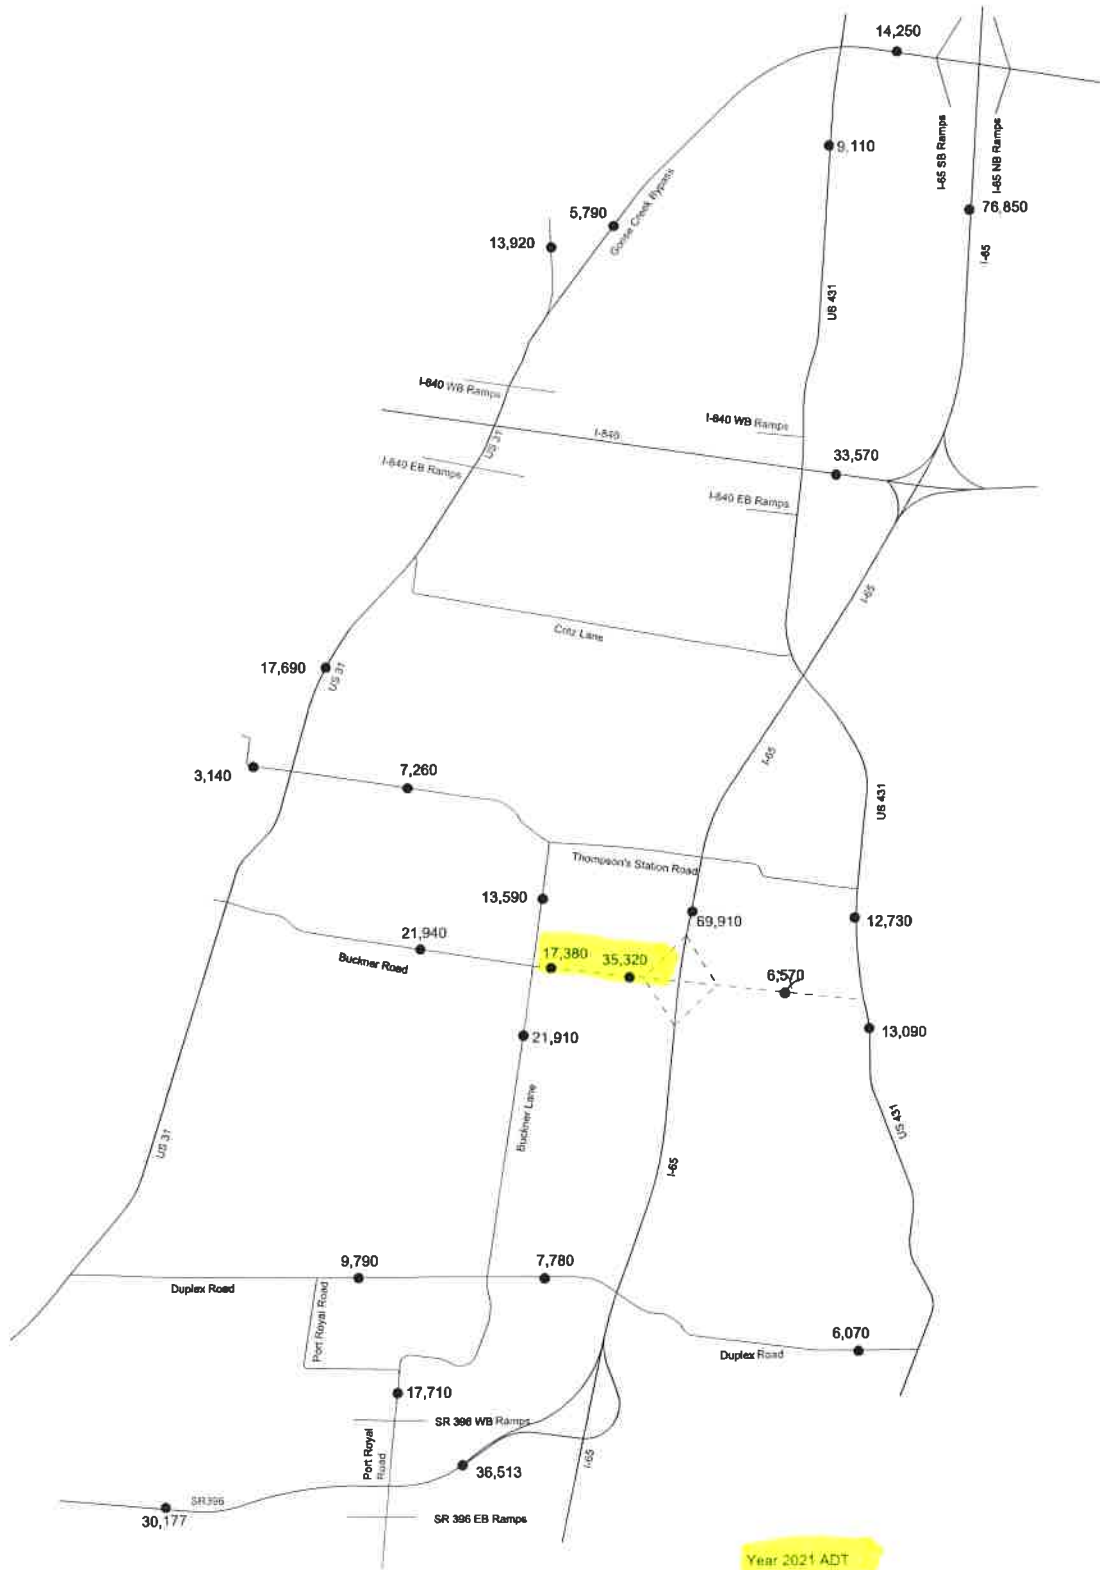 14,250
I-65 SB Ramps
I-65 NB Ramps
9,110
76,850
5,790
Goose Creek Bypass
13,920
I-65
US 431
I-840 WB Ramps
I-840 WB Ramps
I-840
US 31
33,570
I-840 EB Ramps
I-840 EB Ramps
I-65
Critz Lane
17,690
US 31
I-65
3,140
7,260
US 431
Thompson's Station Road
13,590
69,910
12,730
21,940
17,380
35,320
Buckner Road
6,570
21,910
13,090
Buckner Lane
US 431
US 31
I-65
9,790
7,780
Duplex Road
Port Royal Road
6,070
Duplex Road
17,710
SR 396 WB Ramps
Port Royal
Road
I-65
36,513
SR396
30,177
SR 396 EB Ramps
Year 2021 ADT